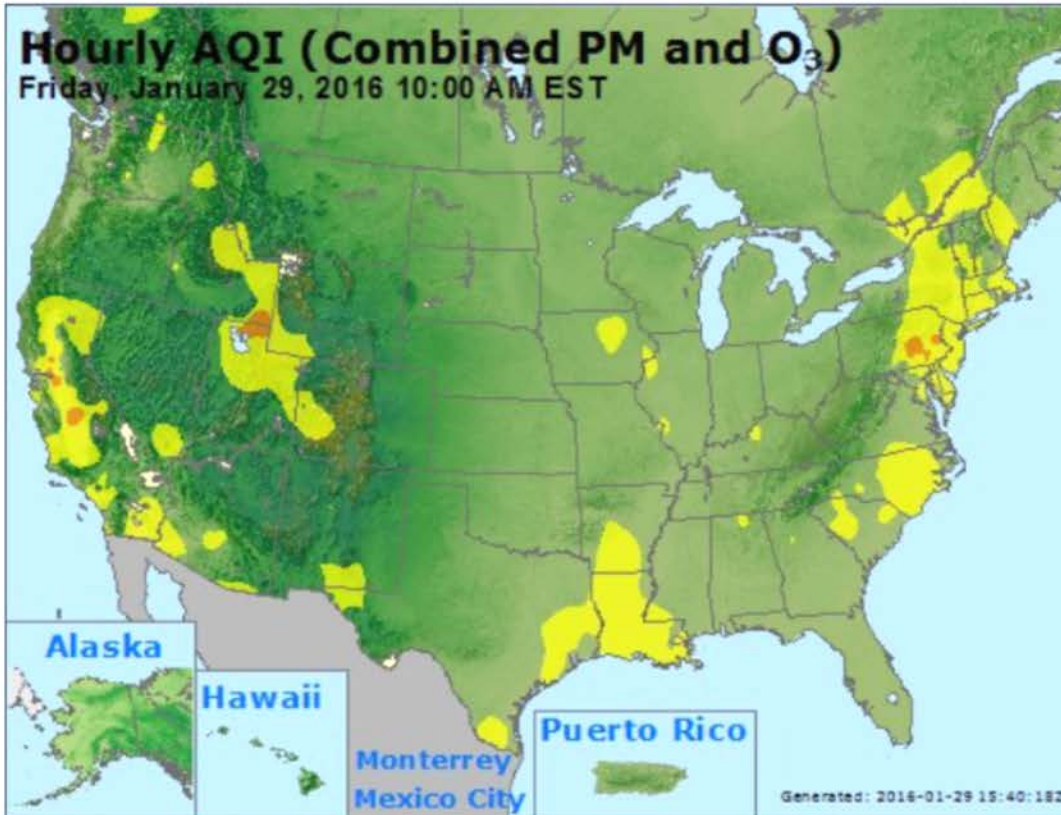 Hourly AQI (Combined PM and O₃)
Friday, January 29, 2016 10:00 AM EST
Alaska
Hawaii
Monterrey
Mexico City
Puerto Rico
Generated: 2016-01-29 15:40:18Z